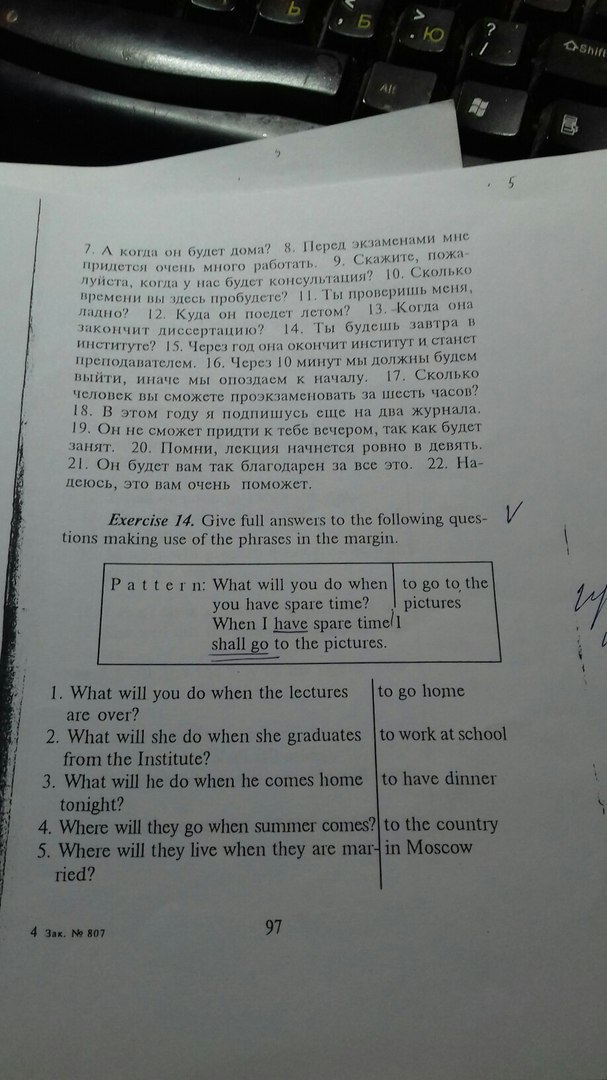 Ь
Б
>
.
Ю
?
/
Shift
Alt
5
7. А когда он будет дома? 8. Перед экзаменами мне
придется очень много работать. 9. Скажите, пожа-
луйста, когда у нас будет консультация? 10. Сколько
времени вы здесь пробудете? 11. Ты проверишь меня,
ладно? 12. Куда он поедет летом? 13. Когда она
закончит диссертацию? 14. Ты будешь завтра в
институте? 15. Через год она окончит институт и станет
преподавателем. 16. Через 10 минут мы должны будем
выйти, иначе мы опоздаем к началу. 17. Сколько
человек вы сможете проэкзаменовать за шесть часов?
18. В этом году я подпишусь еще на два журнала.
19. Он не сможет придти к тебе вечером, так как будет
занят. 20. Помни, лекция начнется ровно в девять.
21. Он будет вам так благодарен за все это. 22. На-
деюсь, это вам очень поможет.
Exercise 14. Give full answers to the following ques- V
tions making use of the phrases in the margin.
Pattern: What will you do when to go to the
you have spare time? pictures
When I have spare time I
shall go to the pictures.
1. What will you do when the lectures to go home
are over?
2. What will she do when she graduates to work at school
from the Institute?
3. What will he do when he comes home to have dinner
tonight?
4. Where will they go when summer comes? to the country
5. Where will they live when they are mar- in Moscow
ried?
4 Зак. № 807 97